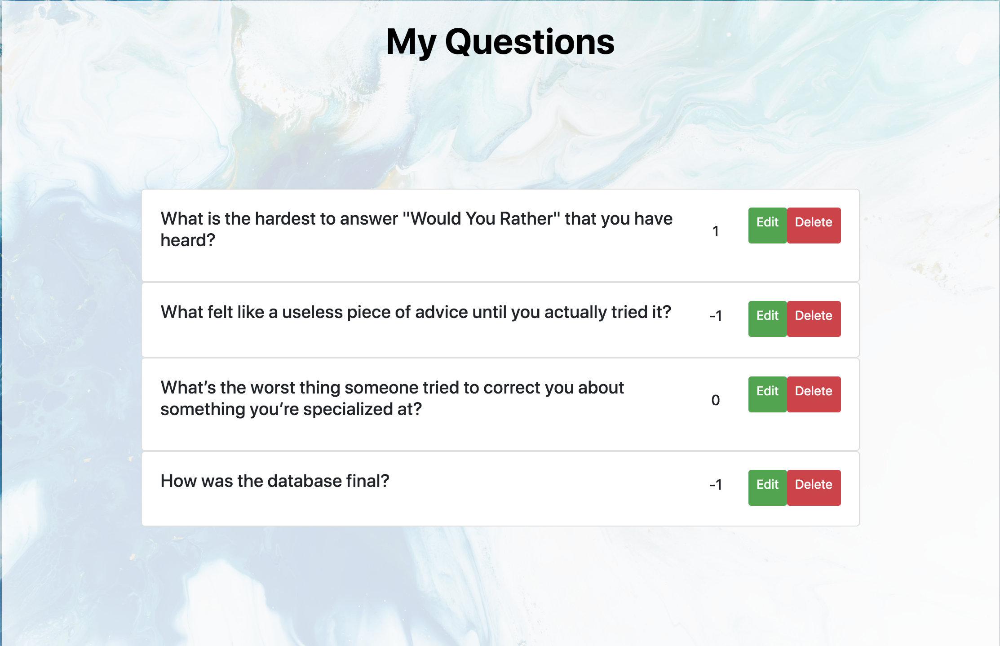 My Questions
What is the hardest to answer "Would You Rather" that you have
heard?
1
Edit
Delete
What felt like a useless piece of advice until you actually tried it?
-1
Edit
Delete
What’s the worst thing someone tried to correct you about
something you’re specialized at?
0
Edit
Delete
How was the database final?
-1
Edit
Delete